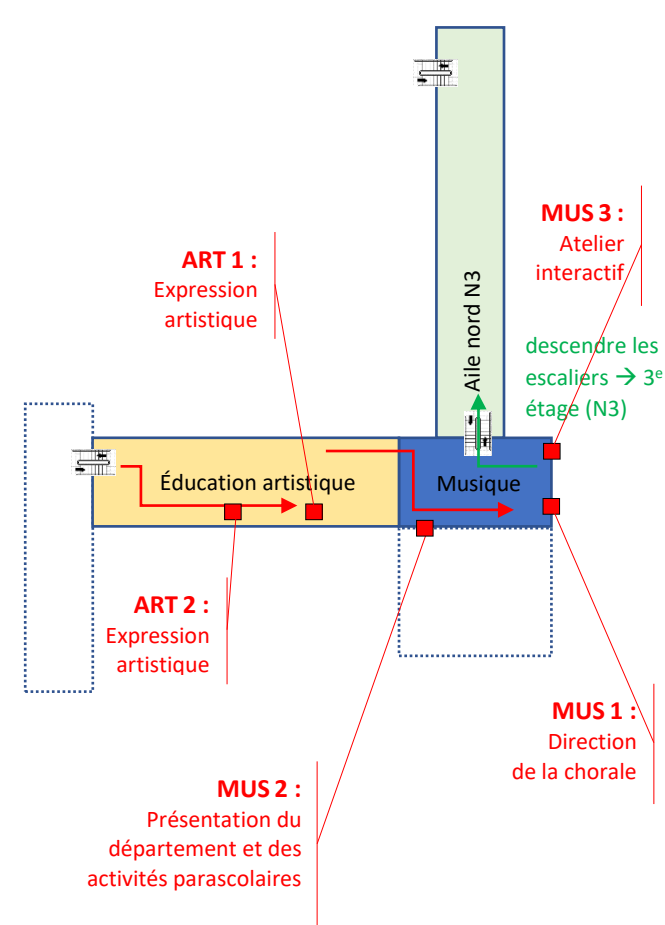 MUS 3 :
Atelier
interactif
ART 1 :
Expression
artistique
Aile nord N3
descendre les
escaliers → 3e
étage (N3)
Éducation artistique
Musique
ART 2 :
Expression
artistique
MUS 1 :
Direction
de la chorale
MUS 2 :
Présentation du
département et des
activités parascolaires